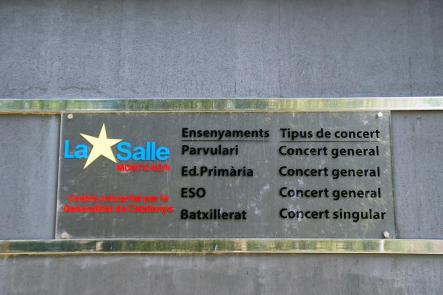 La Salle
MONTCADA
Centre concertat per la
Generalitat de Catalunya
Ensenyaments Tipus de concert
Parvulari Concert general
Ed.Primària Concert general
ESO Concert general
Batxillerat Concert singular